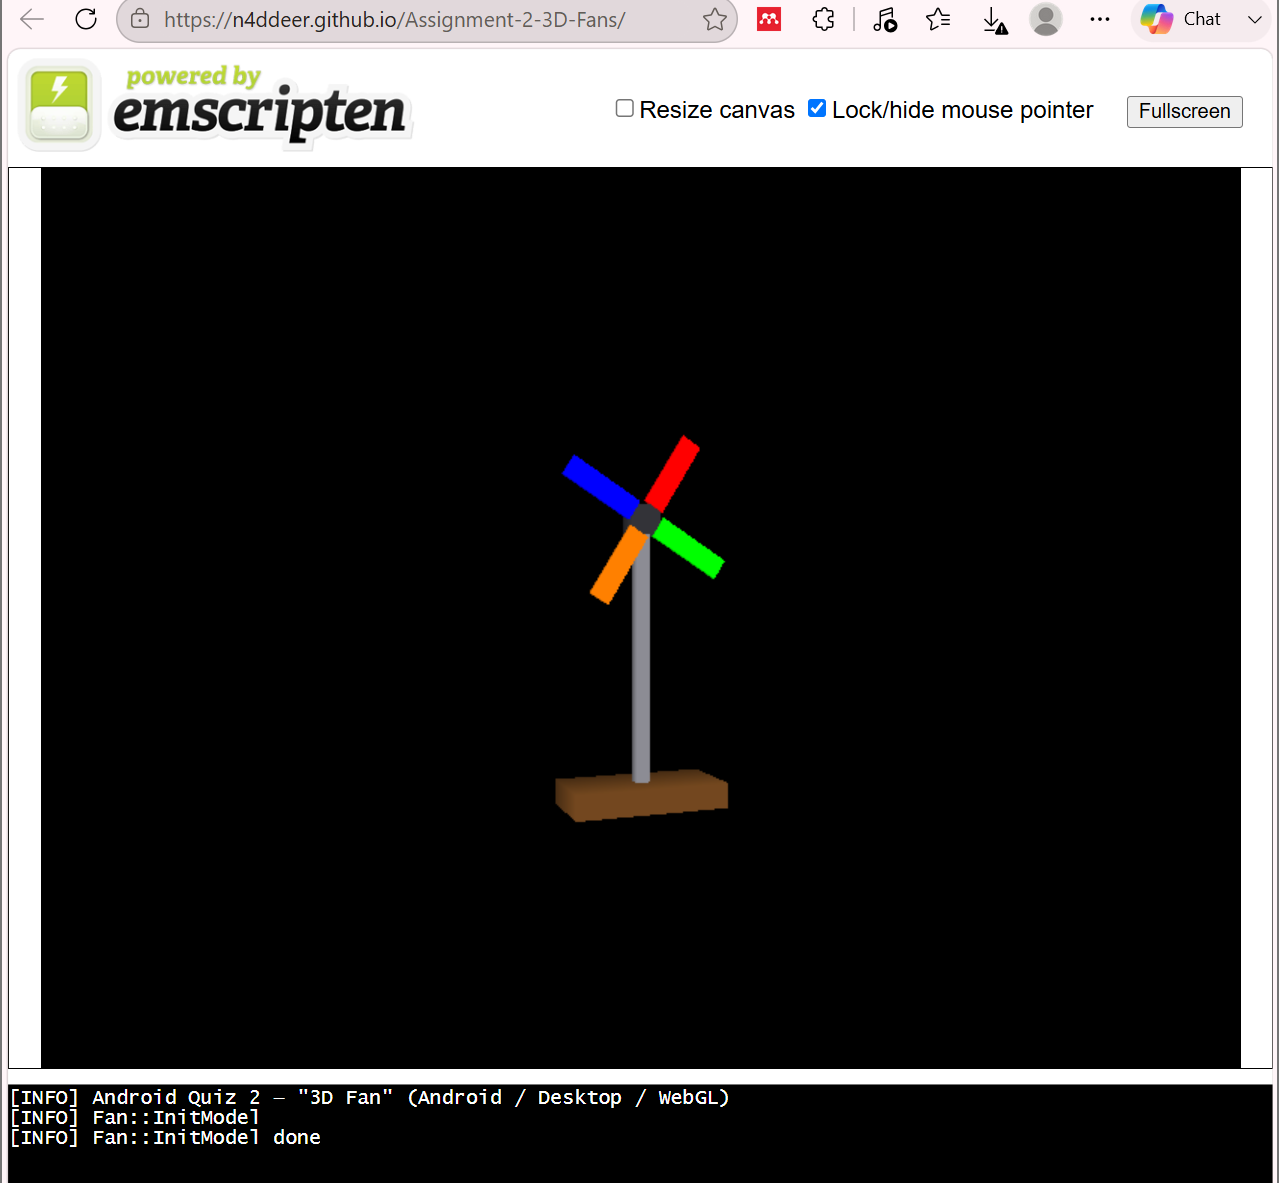 https://n4ddeer.github.io/Assignment-2-3D-Fans/
Chat
powered by
emscripten
Resize canvas
Lock/hide mouse pointer
Fullscreen
[INFO] Android Quiz 2 – "3D Fan" (Android / Desktop / WebGL)
[INFO] Fan::InitModel
[INFO] Fan::InitModel done